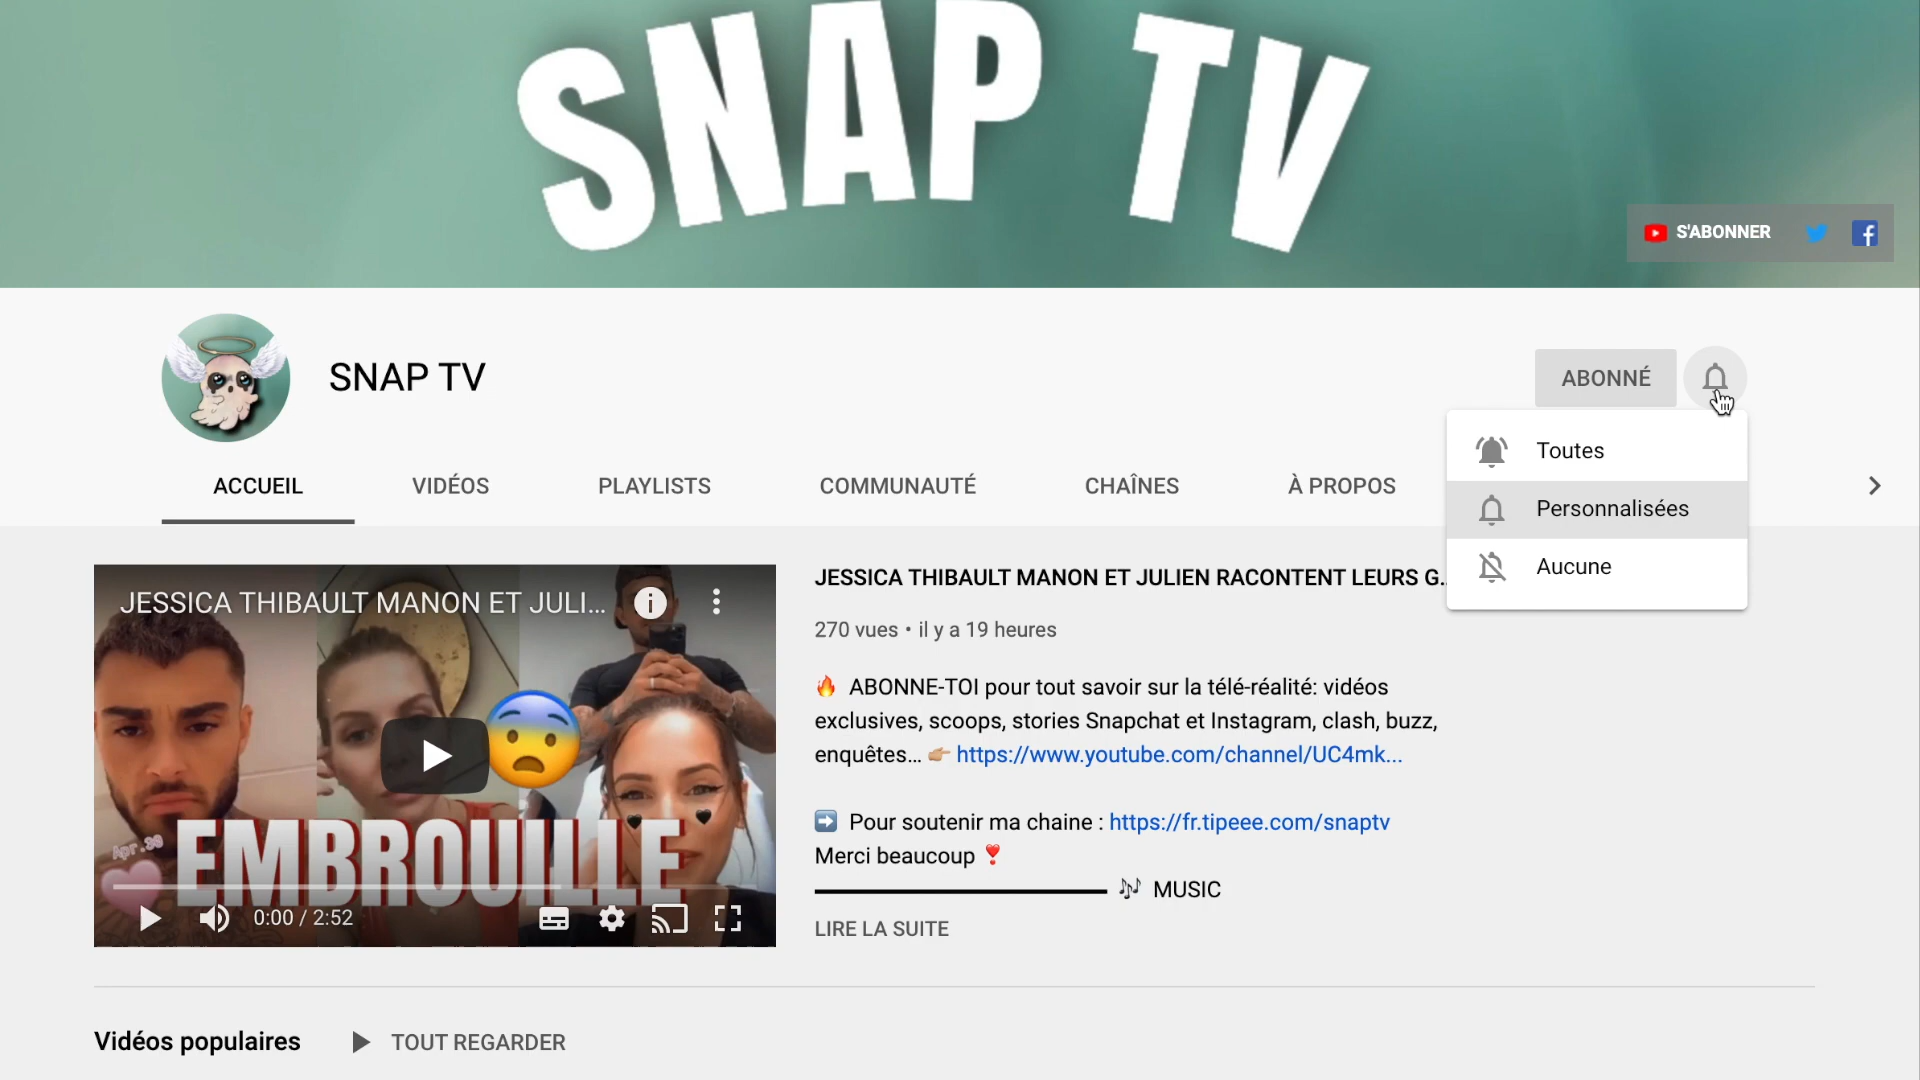 SNAP TV
S'ABONNER
SNAP TV
ABONNÉ
Toutes
Personnalisées
Aucune
ACCUEIL
VIDÉOS
PLAYLISTS
COMMUNAUTÉ
CHAÎNES
À PROPOS
JESSICA THIBAULT MANON ET JULI...
Apr.30
EMBROUILLE
0:00 / 2:52
JESSICA THIBAULT MANON ET JULIEN RACONTENT LEURS G..
270 vues • il y a 19 heures
🔥 ABONNE-TOI pour tout savoir sur la télé-réalité: vidéos
exclusives, scoops, stories Snapchat et Instagram, clash, buzz,
enquêtes... 👉🏼 https://www.youtube.com/channel/UC4mk...
➡️ Pour soutenir ma chaine : https://fr.tipeee.com/snaptv
Merci beaucoup ❣️
🎶 MUSIC
LIRE LA SUITE
Vidéos populaires
TOUT REGARDER